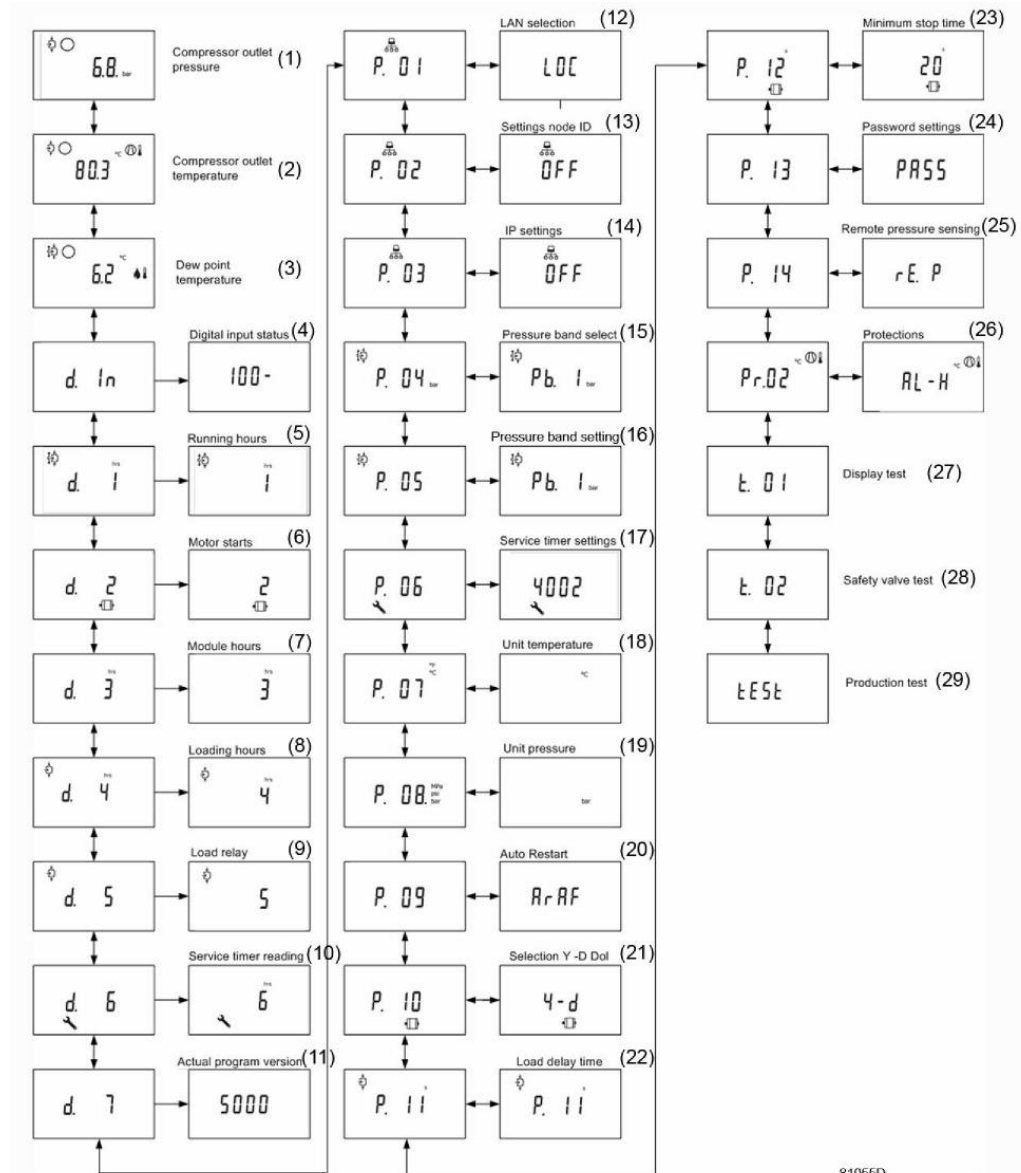 6.8. bar
Compressor outlet
pressure
(1)
80.3 °C
Compressor outlet
temperature
(2)
6.2 °C
Dew point
temperature
(3)
Digital input status (4)
d. In
100-
Running hours (5)
d. 1 hrs
1 hrs
Motor starts (6)
d. 2
2
Module hours (7)
d. 3 hrs
3 hrs
Loading hours (8)
d. 4 hrs
4 hrs
Load relay (9)
d. 5
5
Service timer reading (10)
d. 6
6 hrs
Actual program version (11)
d. 7
5000
LAN selection (12)
P. 01
LOC
Settings node ID (13)
P. 02
OFF
IP settings (14)
P. 03
OFF
Pressure band select (15)
P. 04 bar
Pb. 1 bar
Pressure band setting (16)
P. 05
Pb. 1 bar
Service timer settings (17)
P. 06
4002
Unit temperature (18)
P. 07 °F
°C
°C
Unit pressure (19)
P. 08. MPa
psi
bar
bar
Auto Restart (20)
P. 09
ArAF
Selection Y -D Dol (21)
P. 10
4-d
Load delay time (22)
P. 11 s
P. 11 s
Minimum stop time (23)
P. 12 s
20 s
Password settings (24)
P. 13
PASS
Remote pressure sensing (25)
P. 14
rE. P
Protections (26)
Pr.02 °C
AL-H °C
t. 01
Display test (27)
t. 02
Safety valve test (28)
tESt
Production test (29)